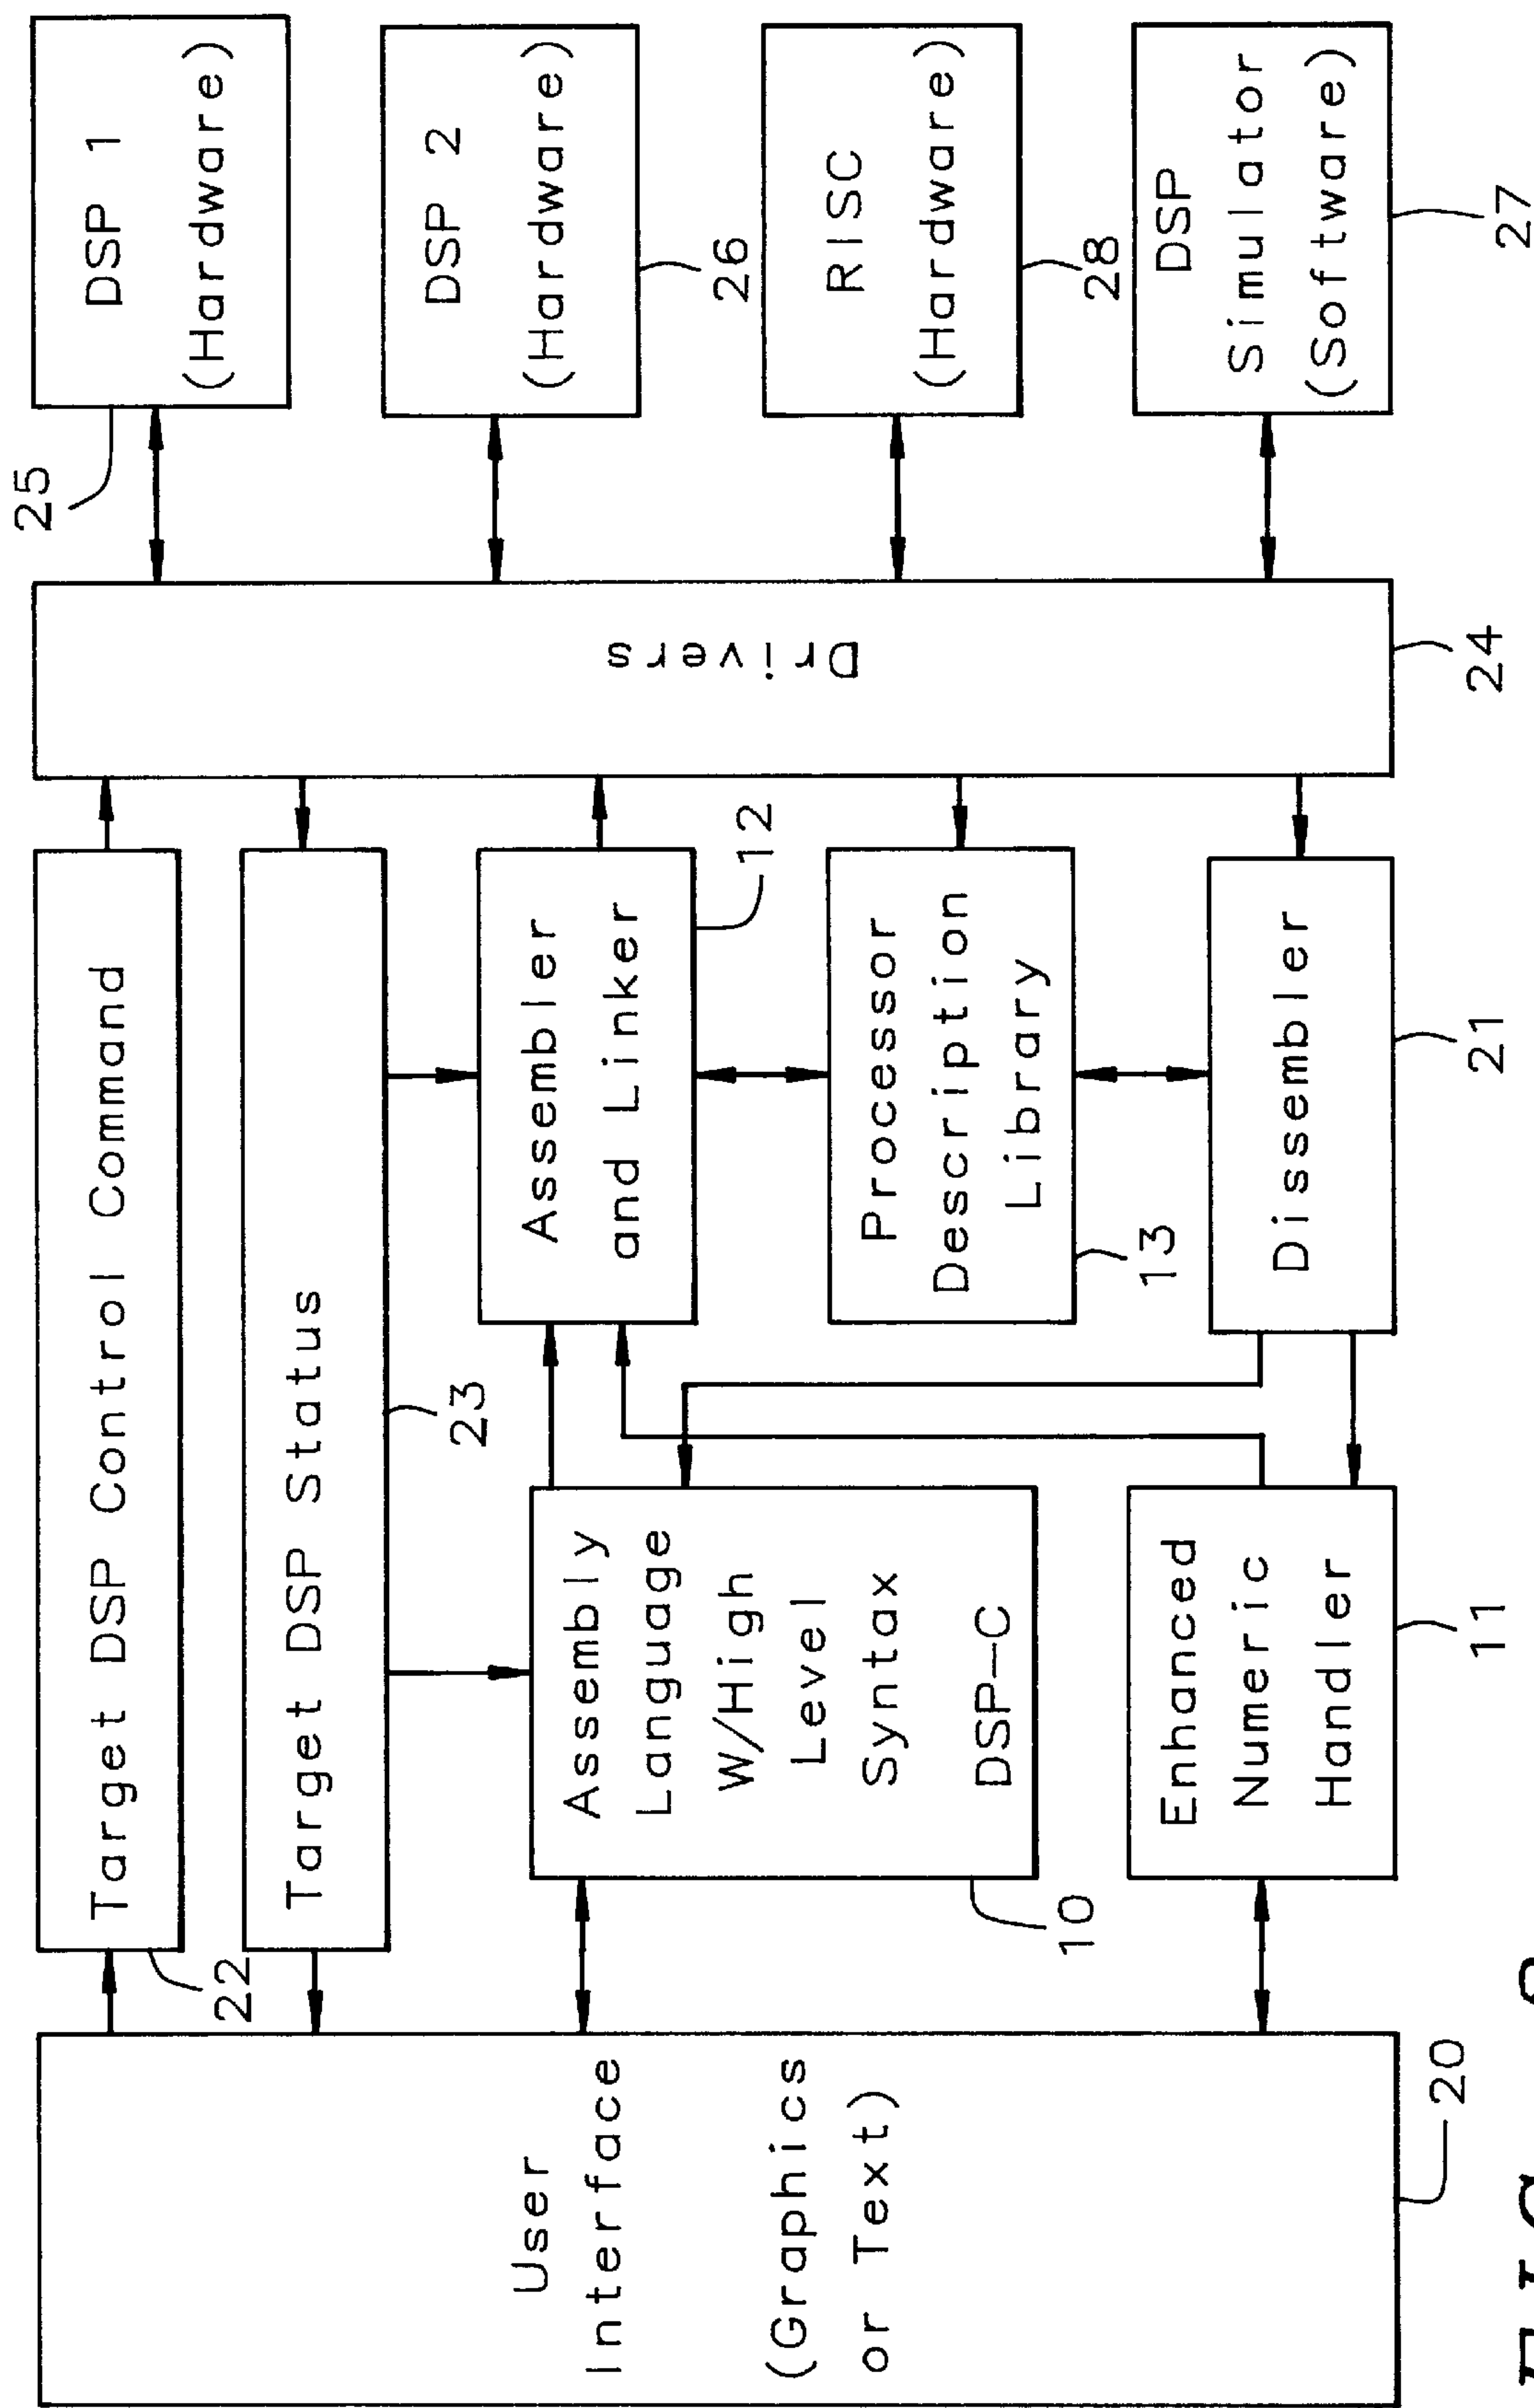 Target DSP Control Command
22
Target DSP Status
23
User
Interface
(Graphics
or Text)
20
Assembly
Language
W/High
Level
Syntax
DSP-C
10
Enhanced
Numeric
Handler
11
Assembler
and Linker
12
Processor
Description
Library
13
Dissembler
21
Drivers
24
25
DSP 1
(Hardware)
DSP 2
(Hardware)
26
RISC
(Hardware)
28
DSP
Simulator
(Software)
27